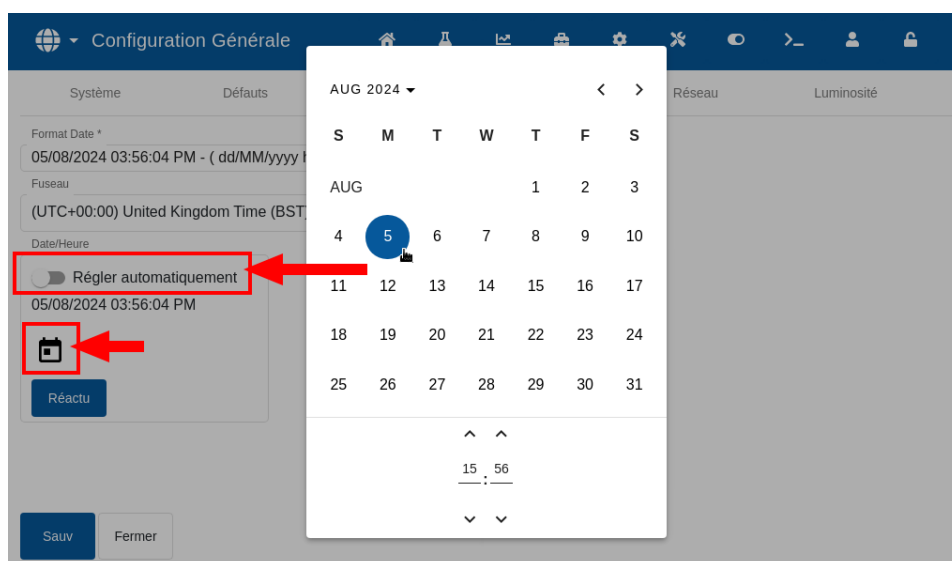 Configuration Générale
Système Défauts Réseau Luminosité
Format Date *
05/08/2024 03:56:04 PM - ( dd/MM/yyyy
Fuseau
(UTC+00:00) United Kingdom Time (BST)
Date/Heure
Régler automatiquement
05/08/2024 03:56:04 PM
Réactu
Sauv Fermer
AUG 2024
S M T W T F S
AUG 1 2 3
4 5 6 7 8 9 10
11 12 13 14 15 16 17
18 19 20 21 22 23 24
25 26 27 28 29 30 31
15 : 56